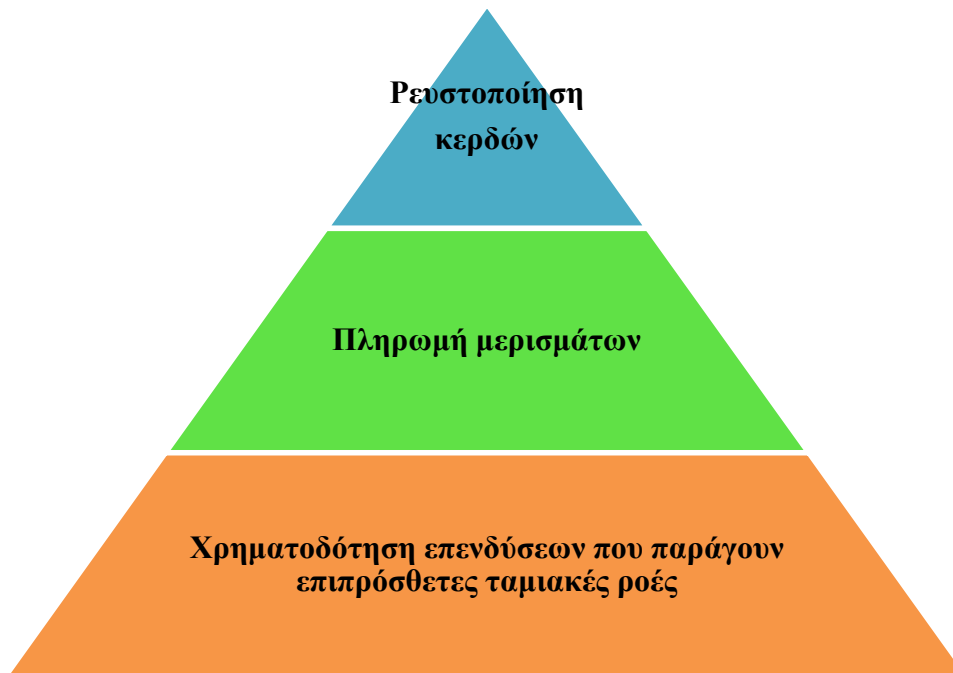 Ρευστοποίηση
κερδών
Πληρωμή μερισμάτων
Χρηματοδότηση επενδύσεων που παράγουν
επιπρόσθετες ταμιακές ροές